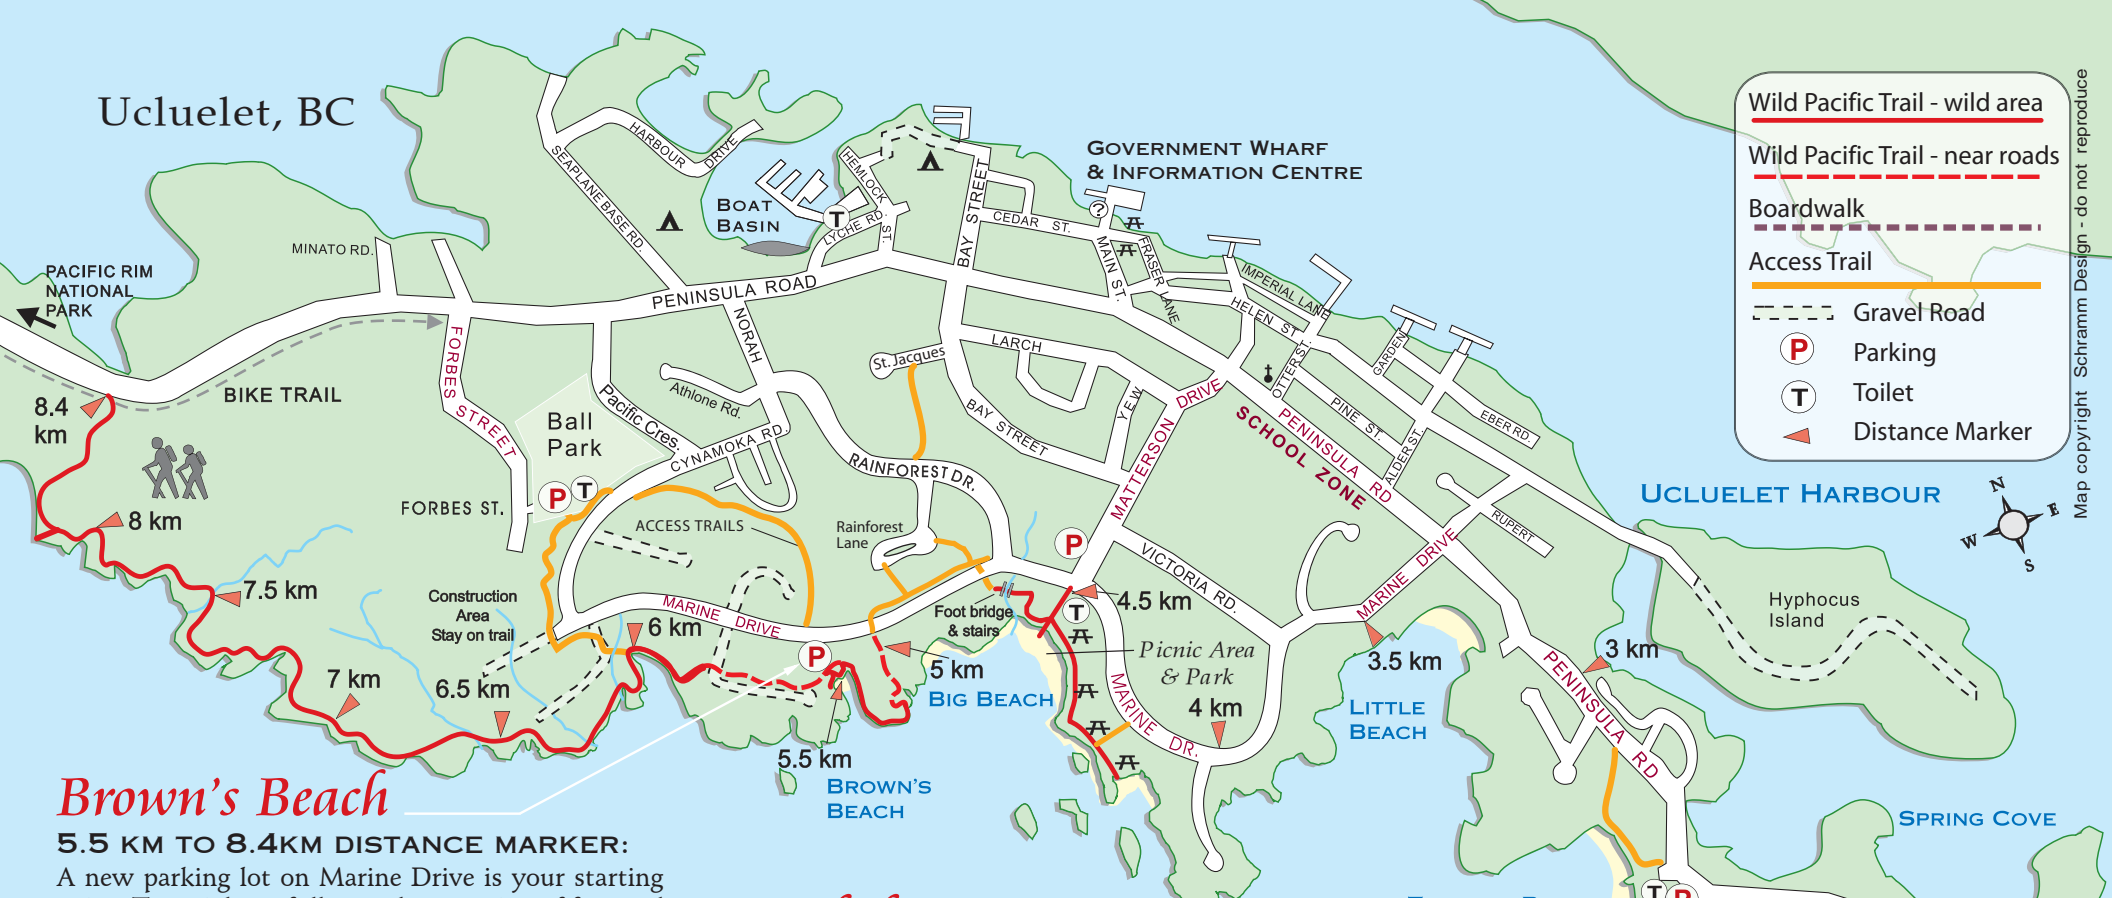 Ucluelet, BC
PACIFIC RIM
NATIONAL
PARK
MINATO RD.
BIKE TRAIL
SEAPLANE BASE RD.
HARBOUR DRIVE
BOAT
BASIN
T
HEMLOCK ST.
LYCHE RD.
BAY STREET
CEDAR ST.
MAIN ST.
FRASER LANE
GOVERNMENT WHARF
& INFORMATION CENTRE
?
IMPERIAL LANE
HELEN ST.
OTTER ST.
GARDEN
PINE ST.
ALDER ST.
EBER RD.
RUPERT
PENINSULA ROAD
NORAH
Athlone Rd.
Pacific Cres.
CYNAMOKA RD.
St. Jacques
LARCH
YEW
BAY STREET
MATTERSON DRIVE
SCHOOL ZONE
PENINSULA RD
RAINFOREST DR.
Rainforest
Lane
VICTORIA RD.
MARINE DRIVE
FORBES STREET
FORBES ST.
Ball
Park
P T
ACCESS TRAILS
Construction
Area
Stay on trail
MARINE DRIVE
P
Foot bridge
& stairs
P
T
Picnic Area
& Park
MARINE DR.
8.4
km
8 km
7.5 km
7 km
6.5 km
6 km
5.5 km
5 km
4.5 km
4 km
3.5 km
3 km
BIG BEACH
BROWN'S
BEACH
LITTLE
BEACH
PENINSULA RD
Hyphocus
Island
UCLUELET HARBOUR
SPRING COVE
T P
N
E
S
W
Wild Pacific Trail - wild area
Wild Pacific Trail - near roads
Boardwalk
Access Trail
Gravel Road
P Parking
T Toilet
Distance Marker
Map copyright Schramm Design - do not reproduce
Brown's Beach
5.5 KM TO 8.4KM DISTANCE MARKER:
A new parking lot on Marine Drive is your starting